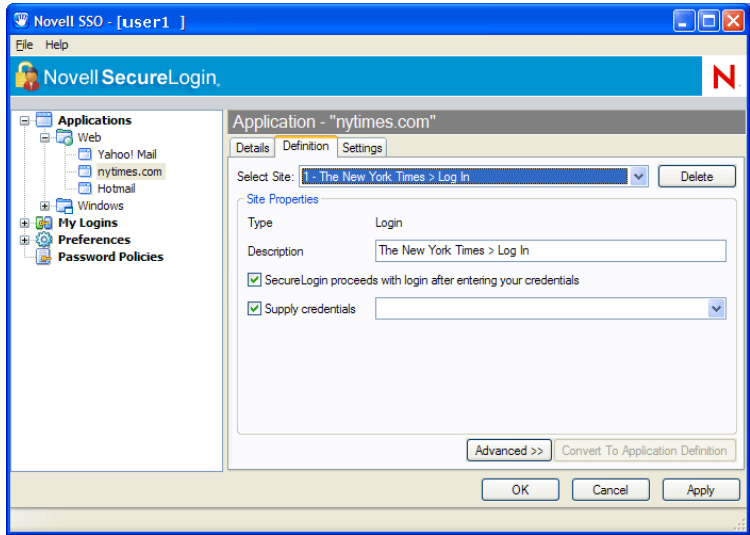 Novell SSO - [user1 ]
File Help
Novell SecureLogin.
N
Applications
Web
Yahoo! Mail
nytimes.com
Hotmail
Windows
My Logins
Preferences
Password Policies
Application - "nytimes.com"
Details Definition Settings
Select Site: 1 - The New York Times > Log In Delete
Site Properties
Type Login
Description The New York Times > Log In
SecureLogin proceeds with login after entering your credentials
Supply credentials
Advanced >> Convert To Application Definition
OK Cancel Apply